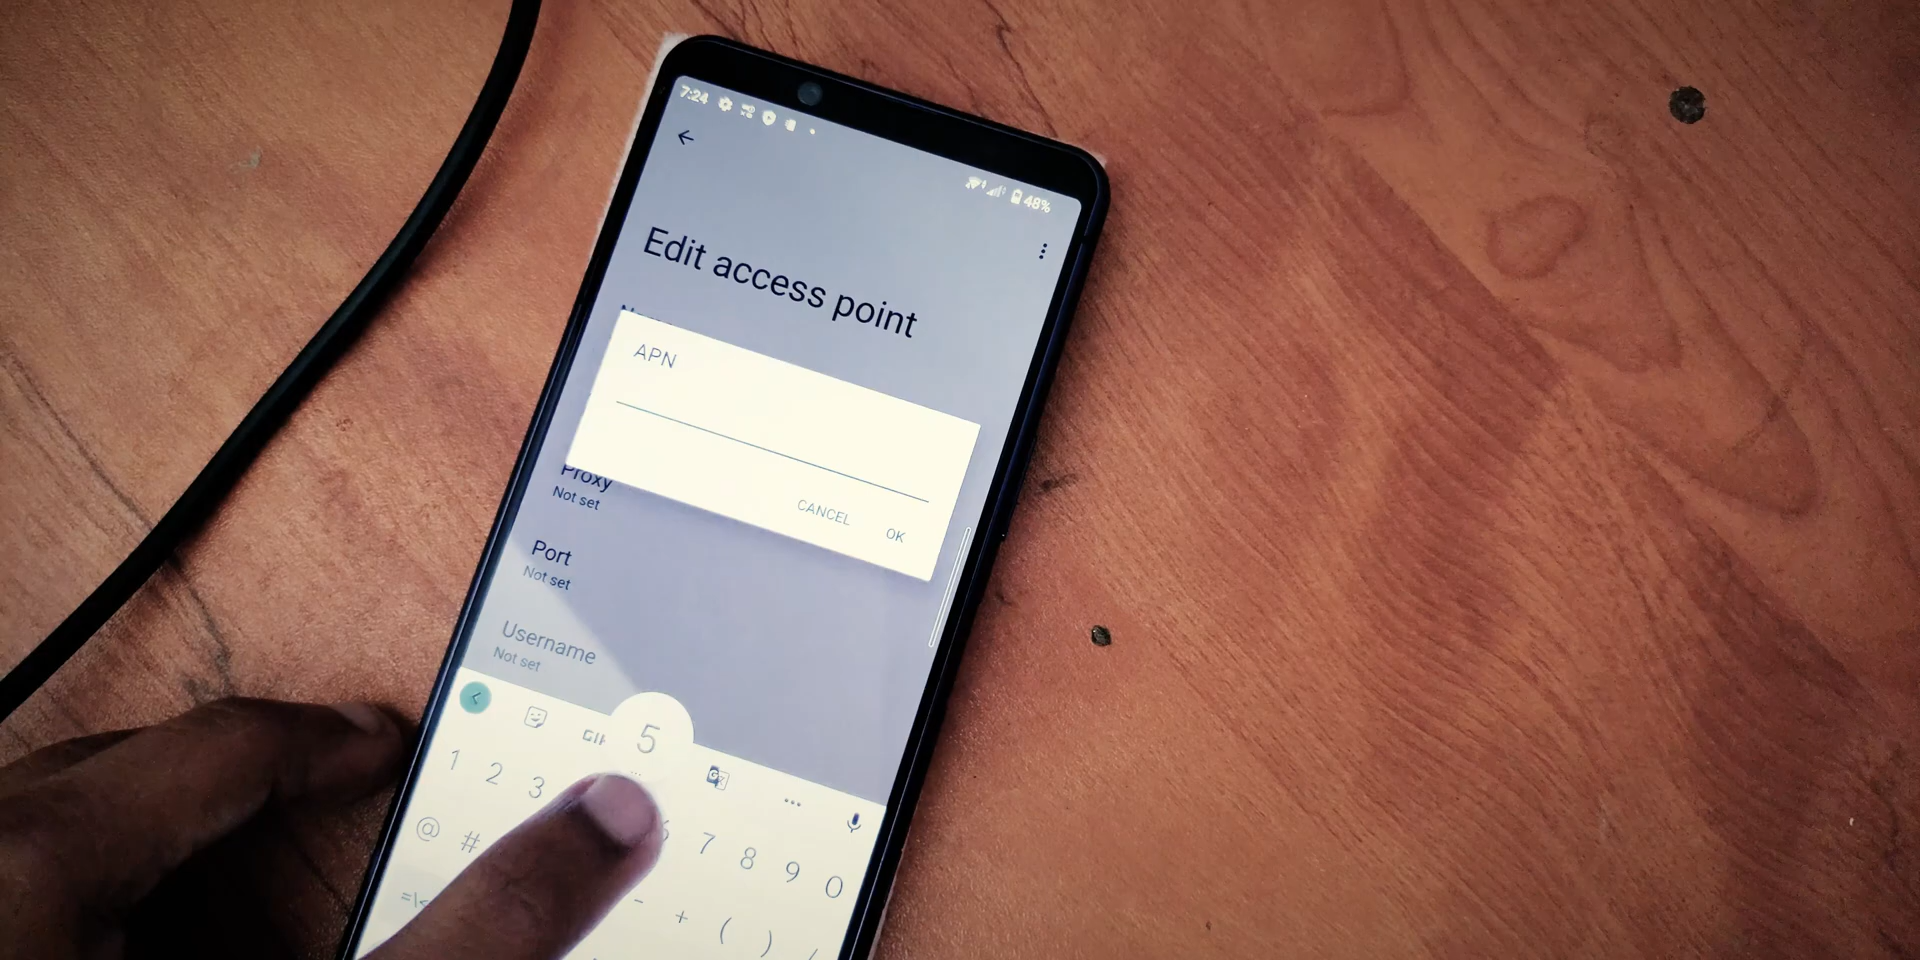 7:24
48%
Edit access point
APN
CANCEL OK
Proxy
Not set
Port
Not set
Username
Not set
GIF
5
1 2 3 7 8 9 0
@ #
- + ( )